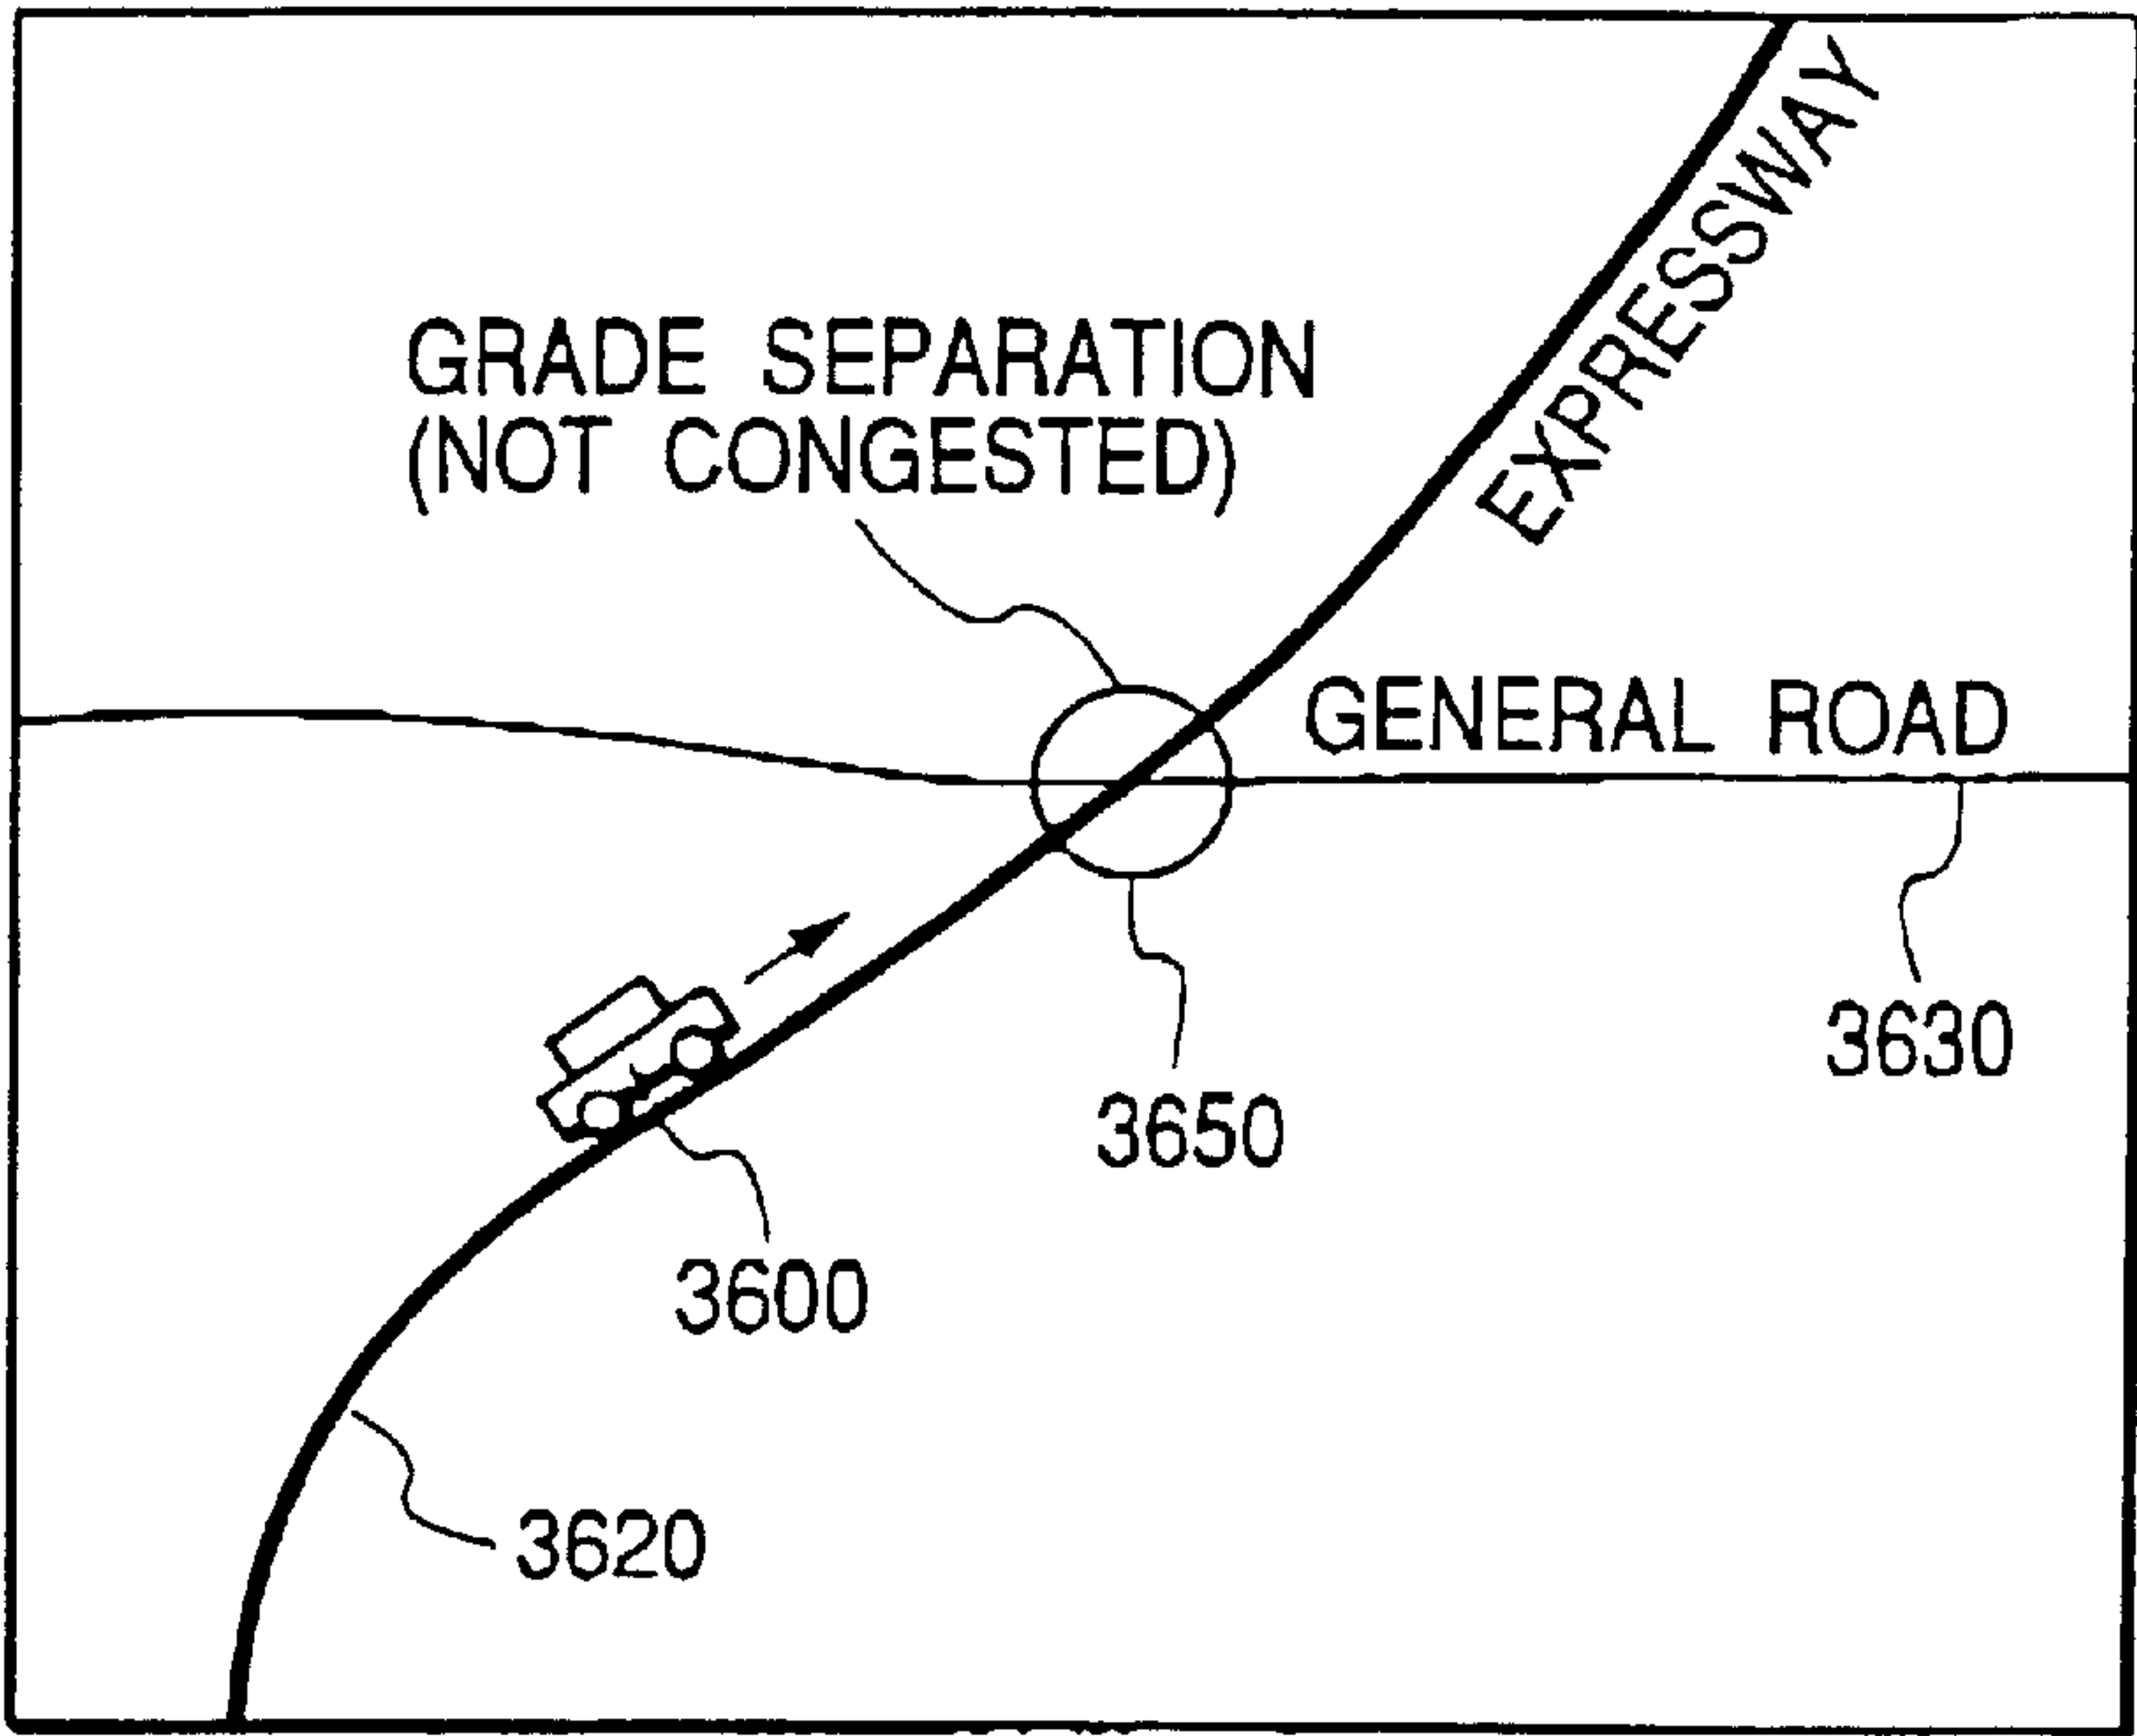 EXPRESSWAY
GRADE SEPARATION
(NOT CONGESTED)
GENERAL ROAD
3630
3650
3600
3620